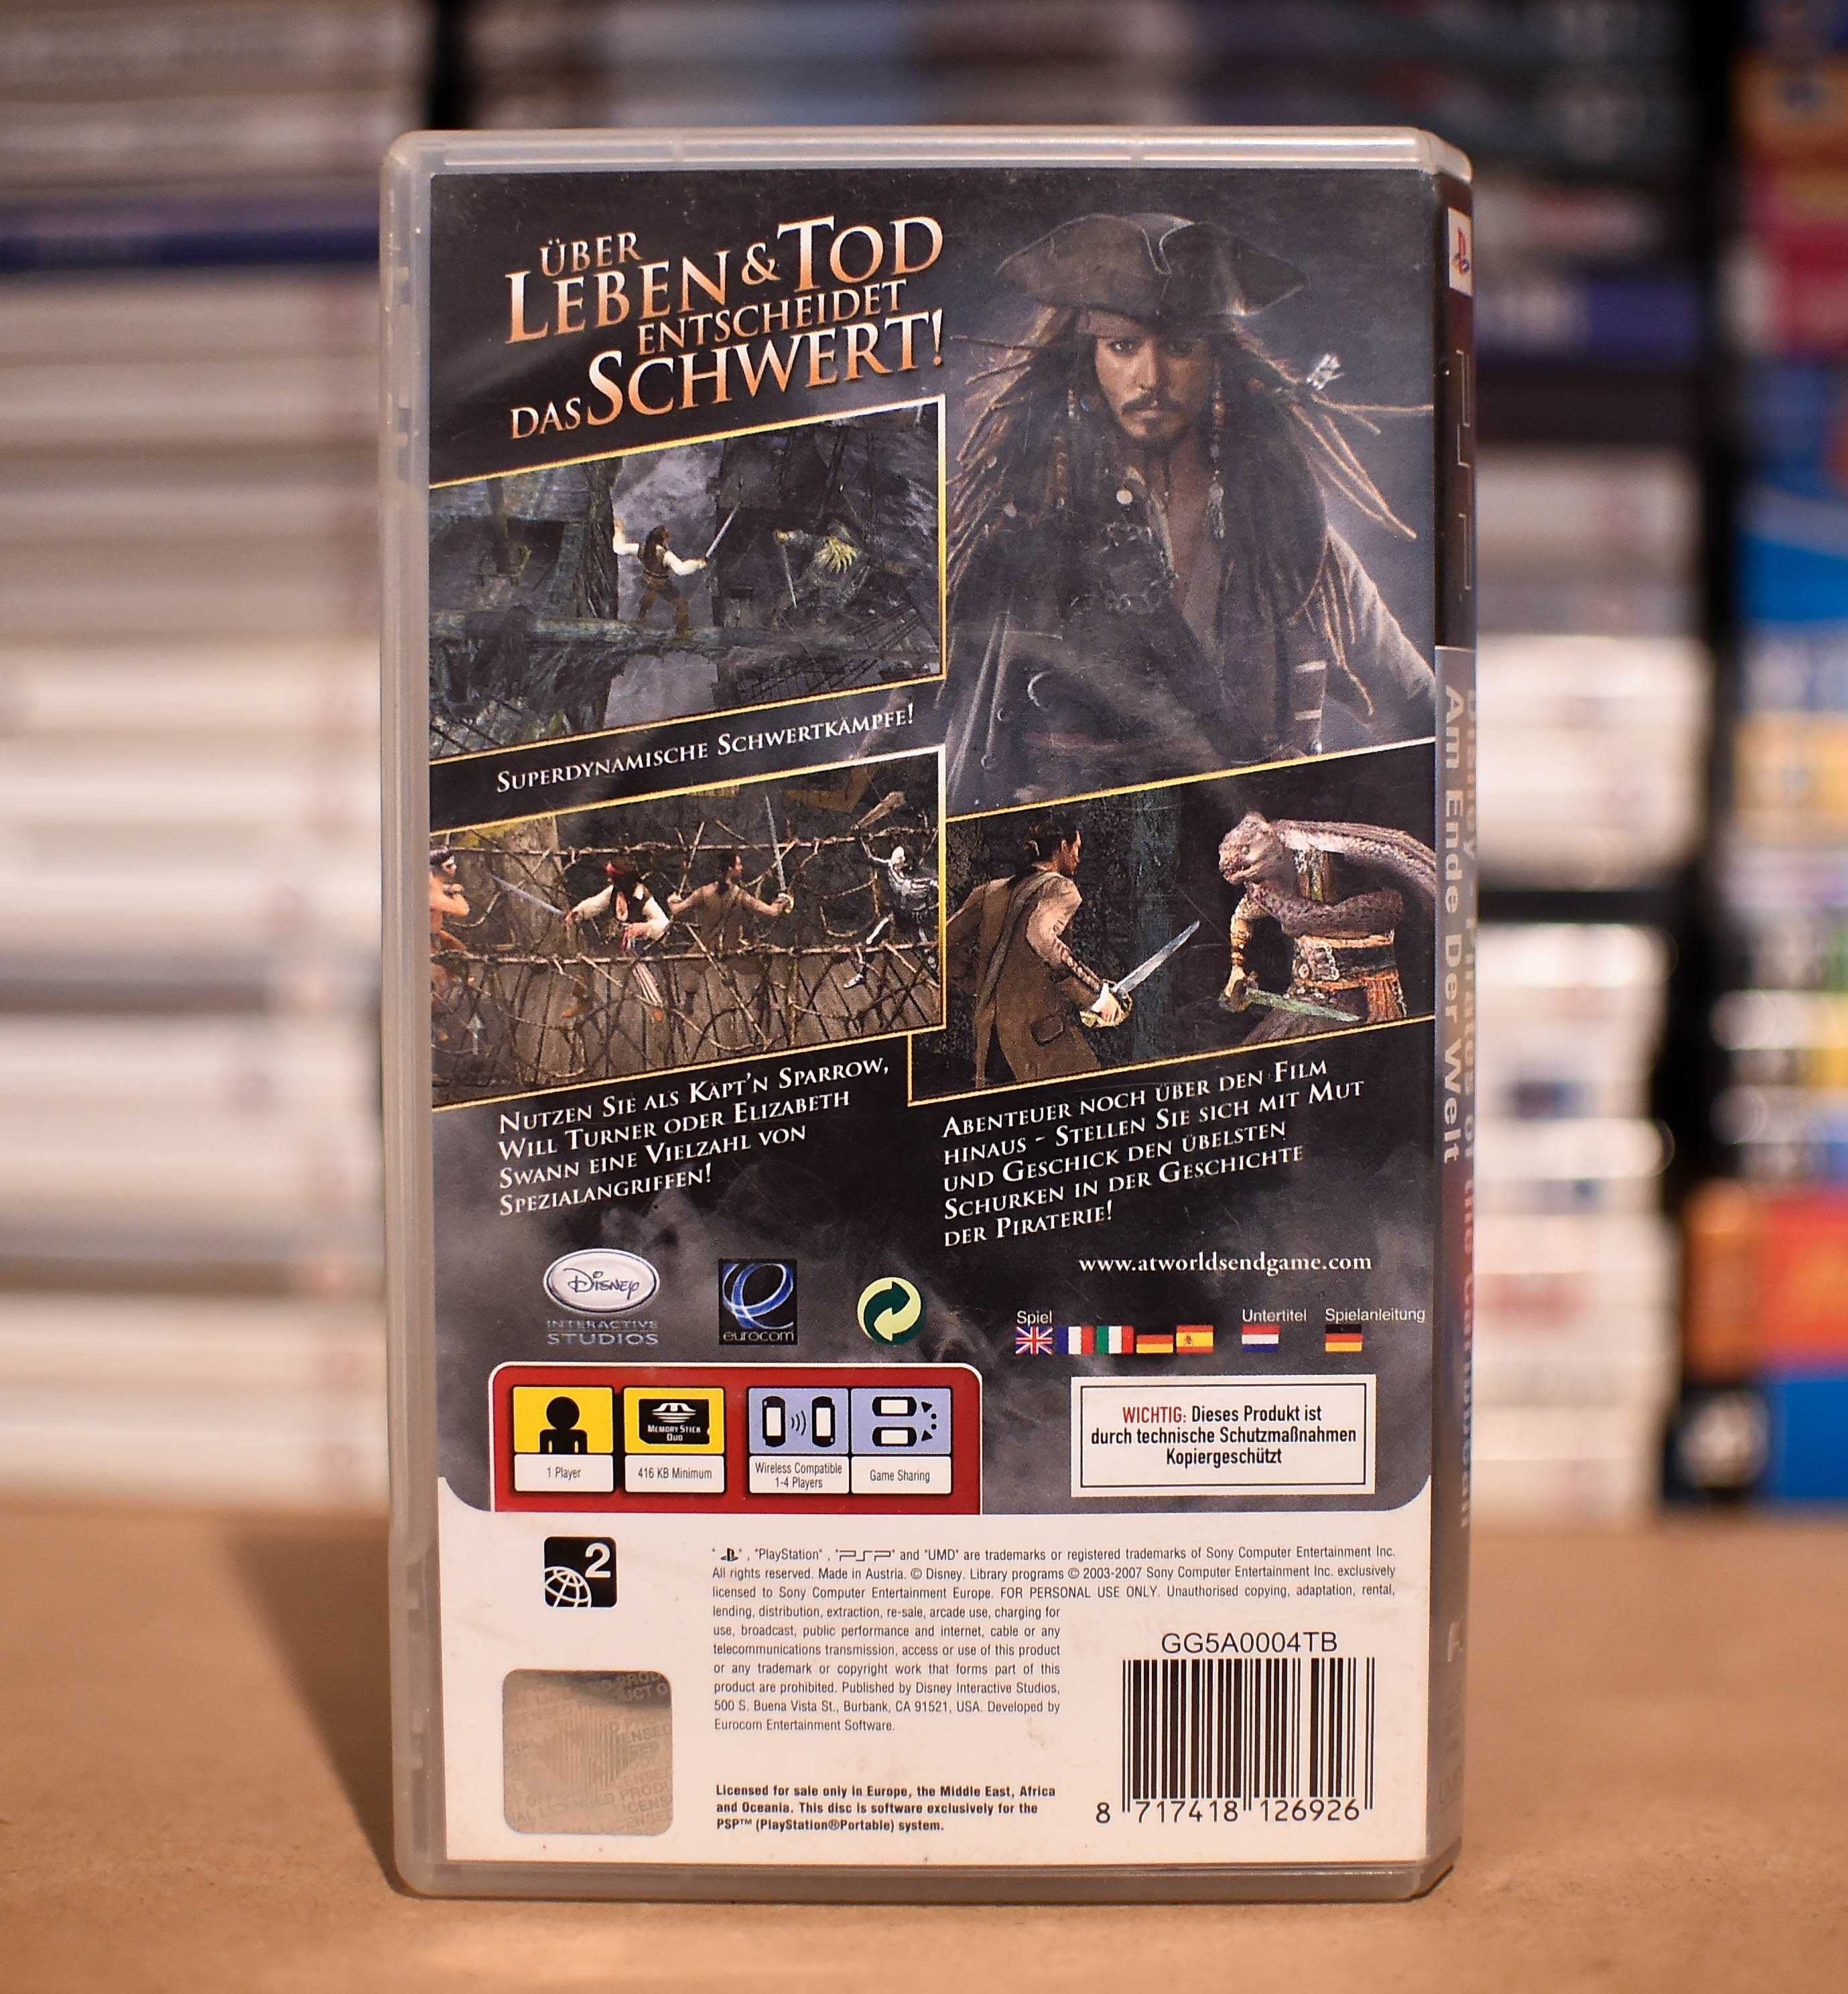 ÜBER
LEBEN & TOD
ENTSCHEIDET
DAS SCHWERT!
SUPERDYNAMISCHE SCHWERTKÄMPFE!
NUTZEN SIE ALS KÄPT'N SPARROW,
WILL TURNER ODER ELIZABETH
SWANN EINE VIELZAHL VON
SPEZIALANGRIFFEN!
ABENTEUER NOCH ÜBER DEN FILM
HINAUS - STELLEN SIE SICH MIT MUT
UND GESCHICK DEN ÜBELSTEN
SCHURKEN IN DER GESCHICHTE
DER PIRATERIE!
www.atworldsendgame.com
Disney
INTERACTIVE
STUDIOS
eurocom
Spiel
Untertitel
Spielanleitung
MEMORY STICK
DUO
1 Player
416 KB Minimum
Wireless Compatible
1-4 Players
Game Sharing
WICHTIG: Dieses Produkt ist
durch technische Schutzmaßnahmen
Kopiergeschützt
2
"PlayStation", "PSP" and "UMD" are trademarks or registered trademarks of Sony Computer Entertainment Inc.
All rights reserved. Made in Austria. © Disney. Library programs © 2003-2007 Sony Computer Entertainment Inc. exclusively
licensed to Sony Computer Entertainment Europe. FOR PERSONAL USE ONLY. Unauthorised copying, adaptation, rental,
lending, distribution, extraction, re-sale, arcade use, charging for
use, broadcast, public performance and internet, cable or any
telecommunications transmission, access or use of this product
or any trademark or copyright work that forms part of this
product are prohibited. Published by Disney Interactive Studios,
500 S. Buena Vista St., Burbank, CA 91521, USA. Developed by
Eurocom Entertainment Software.
Licensed for sale only in Europe, the Middle East, Africa
and Oceania. This disc is software exclusively for the
PSP™ (PlayStation®Portable) system.
GG5A0004TB
8 717418 126926
PSP
Am Ende Der Welt